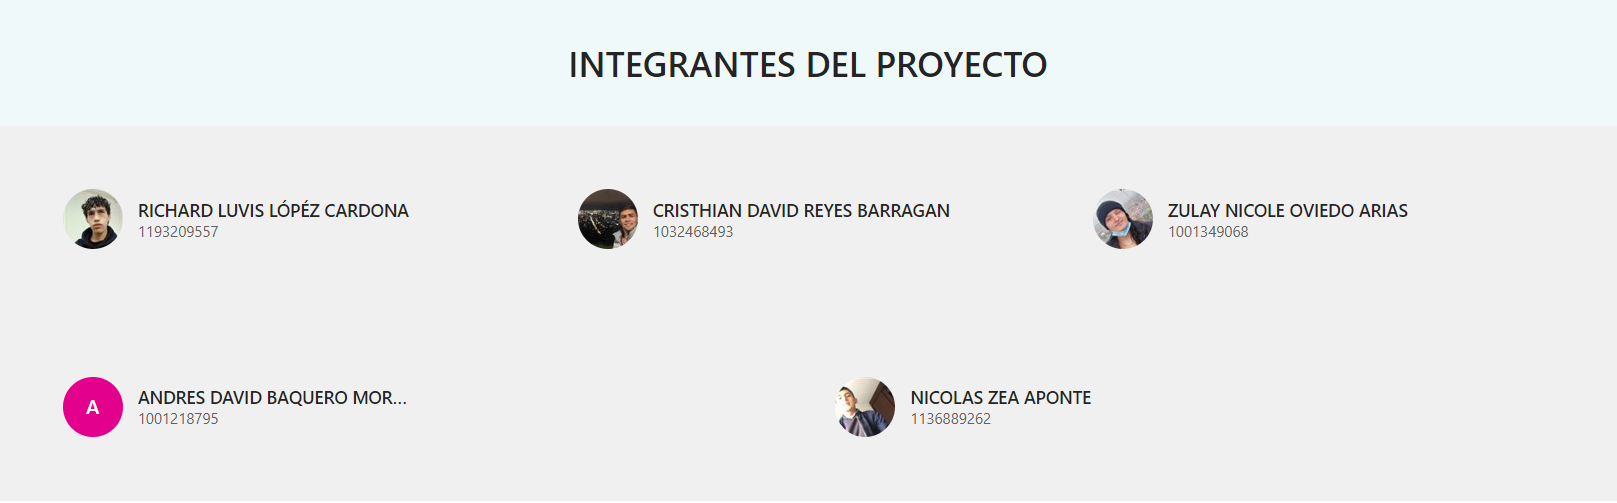 INTEGRANTES DEL PROYECTO
RICHARD LUVIS LÓPÉZ CARDONA
1193209557
CRISTHIAN DAVID REYES BARRAGAN
1032468493
ZULAY NICOLE OVIEDO ARIAS
1001349068
A
ANDRES DAVID BAQUERO MOR...
1001218795
NICOLAS ZEA APONTE
1136889262